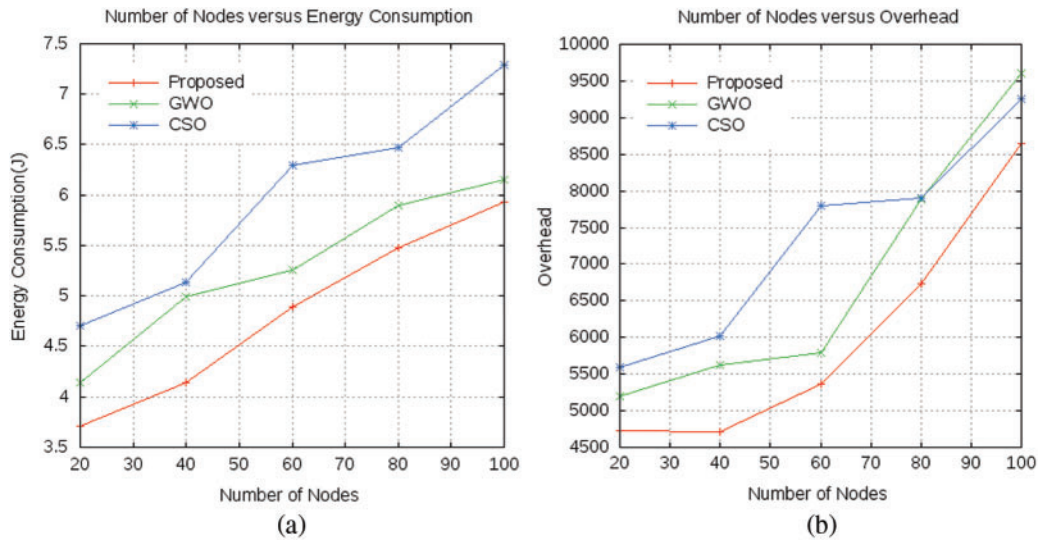 Number of Nodes versus Energy Consumption
7.5
7
6.5
6
5.5
5
4.5
4
3.5
Energy Consumption(J)
Proposed
GWO
CSO
20 30 40 50 60 70 80 90 100
Number of Nodes
(a)
Number of Nodes versus Overhead
10000
9500
9000
8500
8000
7500
7000
6500
6000
5500
5000
4500
Overhead
Proposed
GWO
CSO
20 30 40 50 60 70 80 90 100
Number of Nodes
(b)